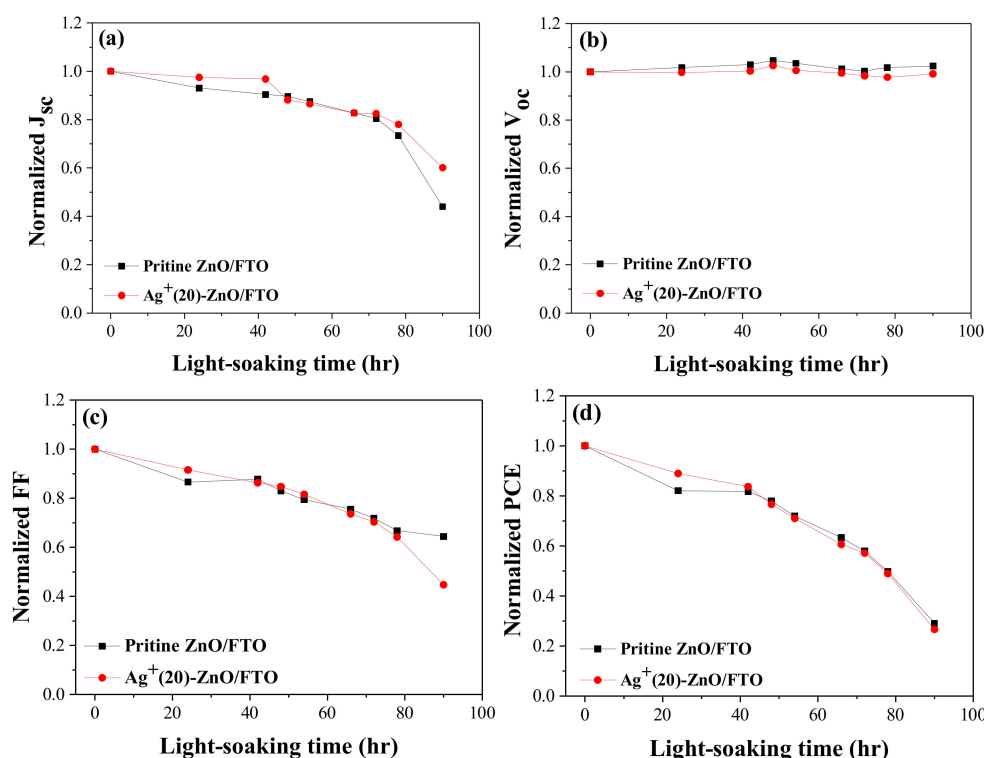 (a)
1.2
1.0
0.8
0.6
0.4
0.2
0.0
Normalized J_sc
Pritine ZnO/FTO
Ag⁺(20)-ZnO/FTO
0 20 40 60 80 100
Light-soaking time (hr)
(b)
1.2
1.0
0.8
0.6
0.4
0.2
0.0
Normalized V_oc
Pritine ZnO/FTO
Ag⁺(20)-ZnO/FTO
0 20 40 60 80 100
Light-soaking time (hr)
(c)
1.2
1.0
0.8
0.6
0.4
0.2
0.0
Normalized FF
Pritine ZnO/FTO
Ag⁺(20)-ZnO/FTO
0 20 40 60 80 100
Light-soaking time (hr)
(d)
1.2
1.0
0.8
0.6
0.4
0.2
0.0
Normalized PCE
Pritine ZnO/FTO
Ag⁺(20)-ZnO/FTO
0 20 40 60 80 100
Light-soaking time (hr)